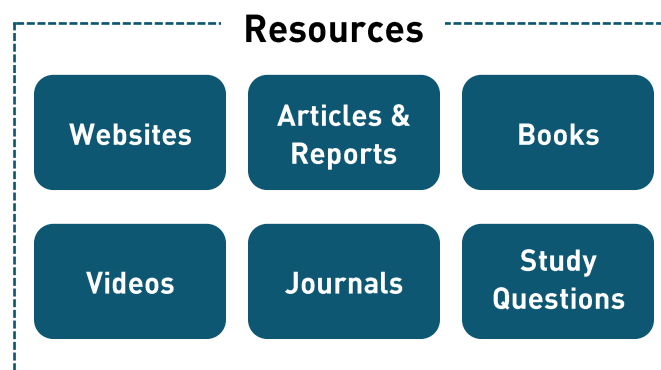 Resources
Websites
Articles &
Reports
Books
Videos
Journals
Study
Questions